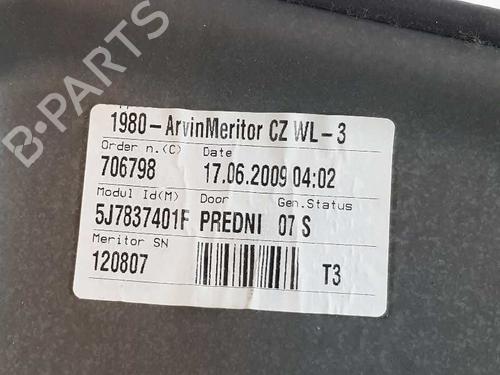 1980-ArvinMeritor CZ WL-3
Order n.(C) Date
706798 17.06.2009 04:02
Modul Id(M) Door Gen.Status
5J7837401F PREDNI 07 S
Meritor SN
120807 T3
B-PARTS